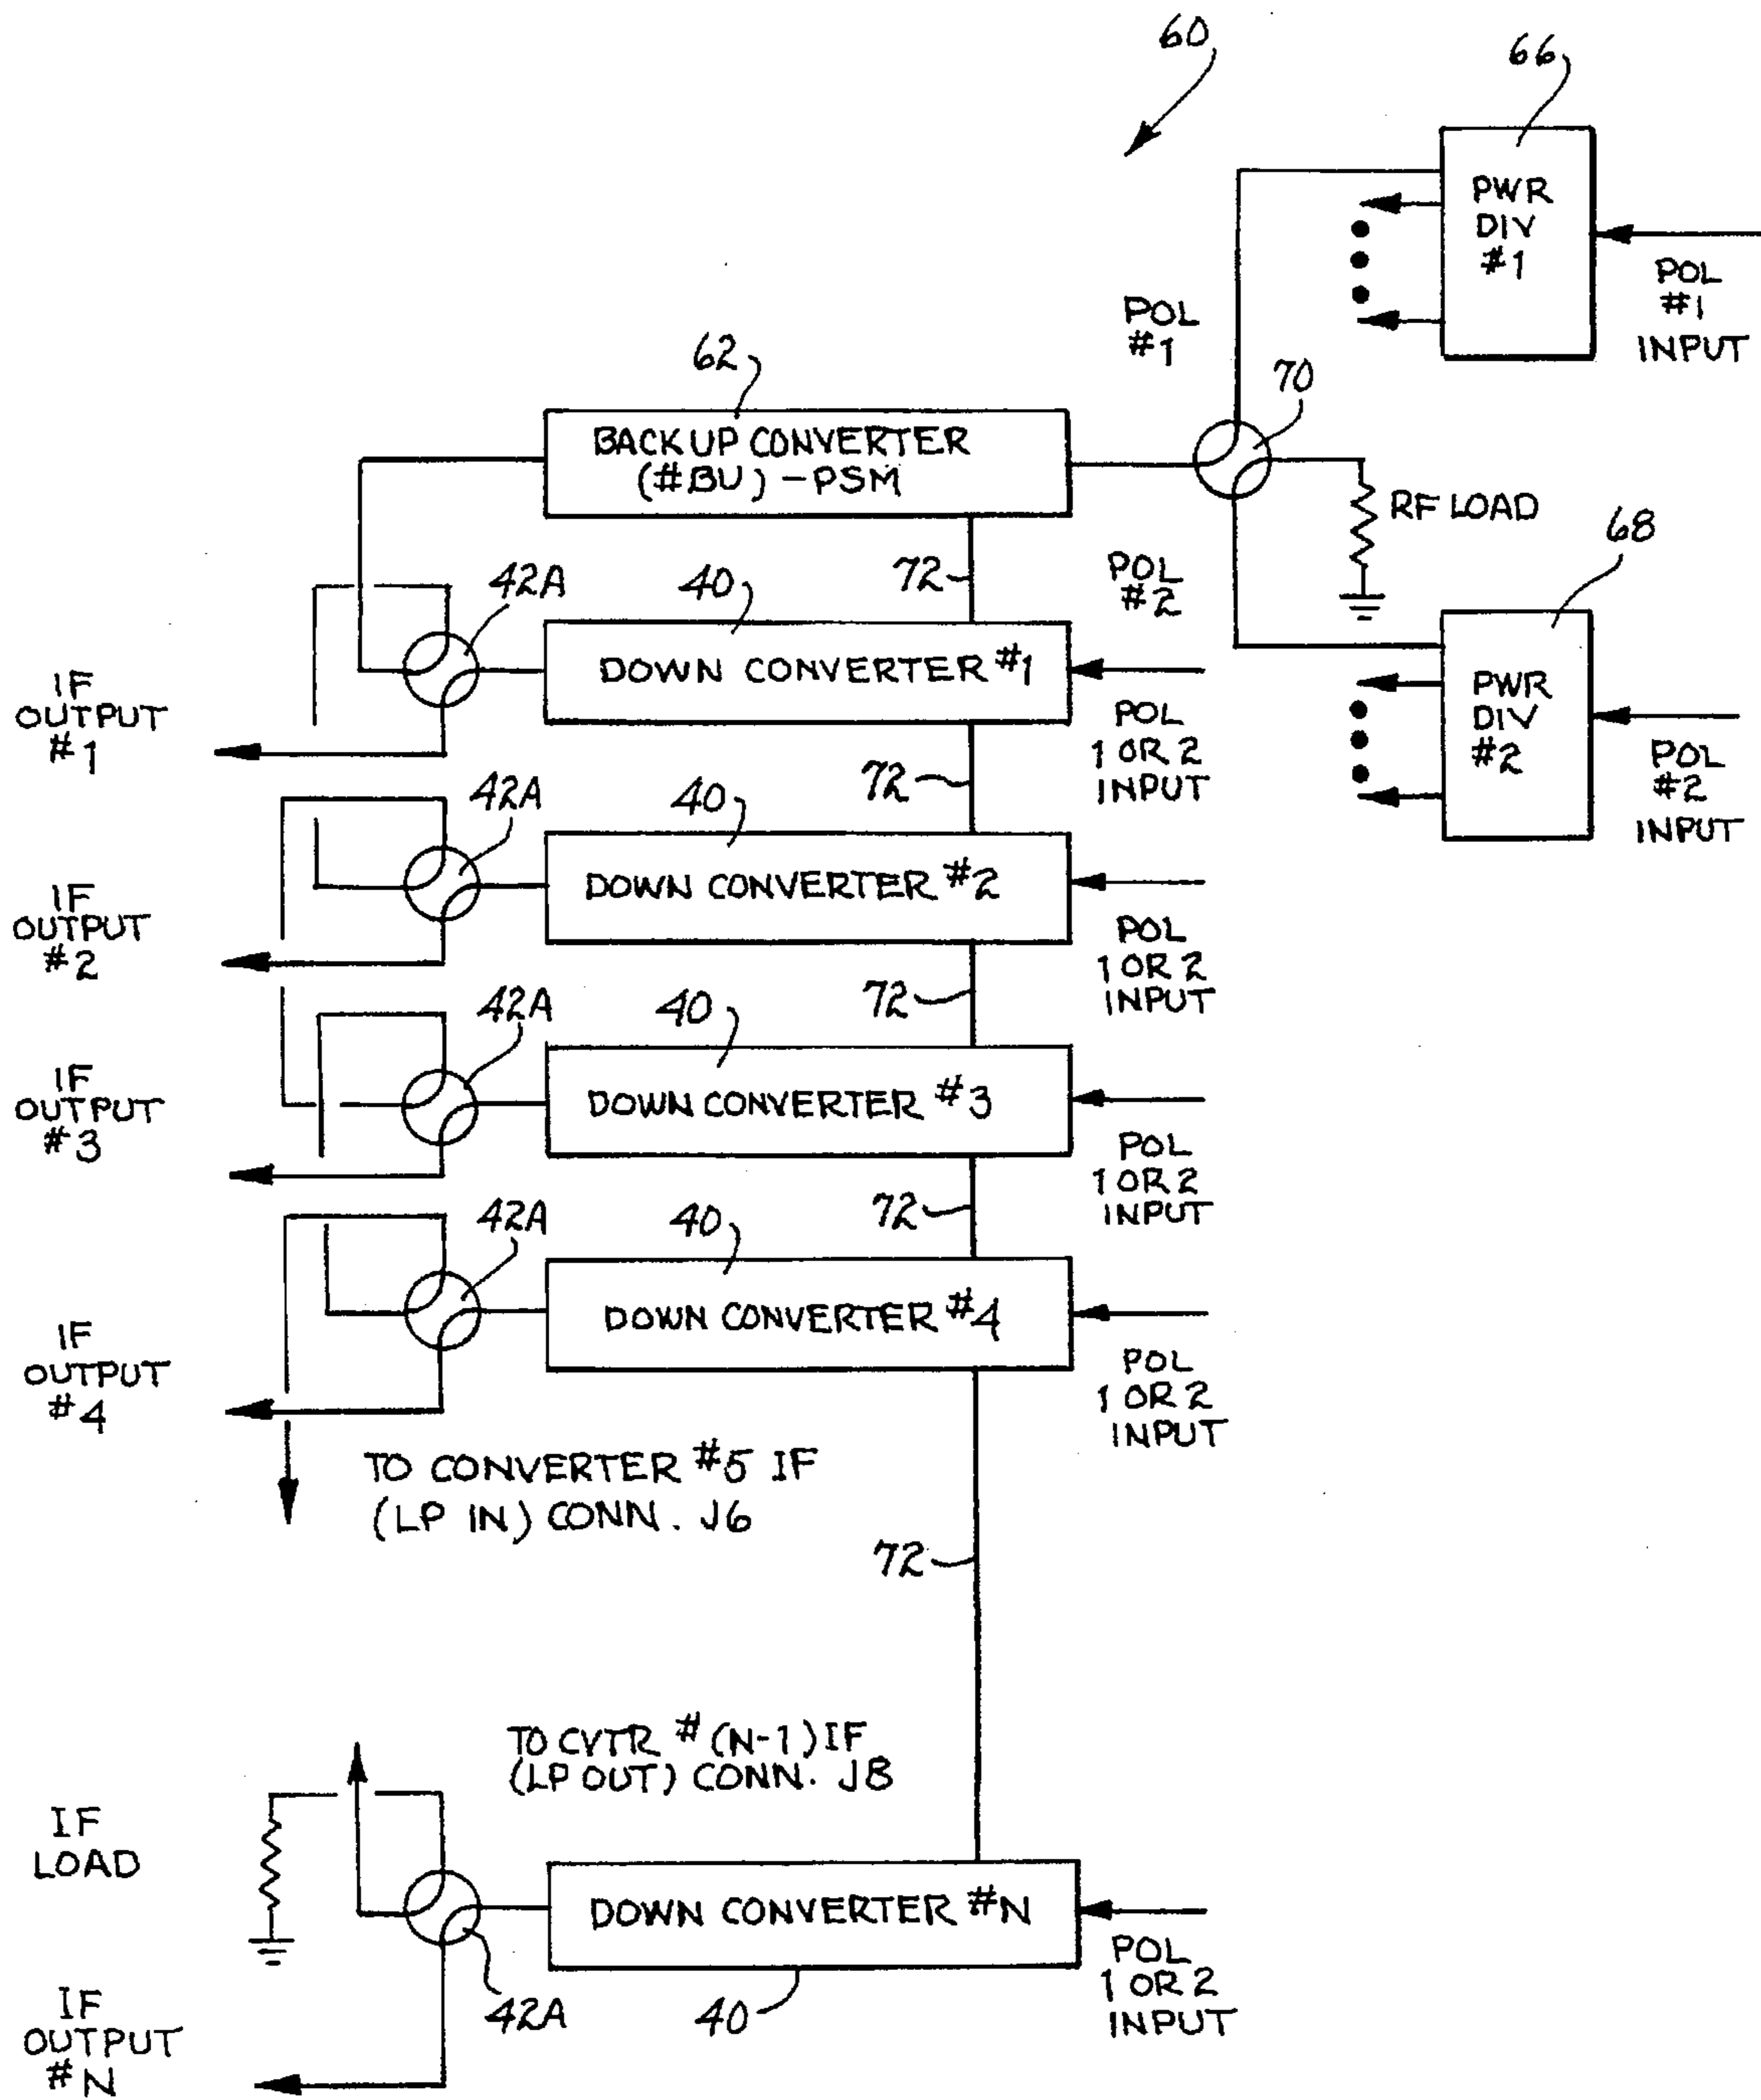 60
66
PWR
DIV
#1
POL
#1
INPUT
POL
#1
70
62
BACKUP CONVERTER
(#BU) - PSM
RF LOAD
68
POL
#2
PWR
DIV
#2
POL
#2
INPUT
72
42A
40
DOWN CONVERTER #1
IF
OUTPUT
#1
POL
1 OR 2
INPUT
72
42A
40
DOWN CONVERTER #2
IF
OUTPUT
#2
POL
1 OR 2
INPUT
72
42A
40
DOWN CONVERTER #3
IF
OUTPUT
#3
POL
1 OR 2
INPUT
72
42A
40
DOWN CONVERTER #4
IF
OUTPUT
#4
POL
1 OR 2
INPUT
TO CONVERTER #5 IF
(LP IN) CONN. J6
72
TO CVTR #(N-1) IF
(LP OUT) CONN. J8
IF
LOAD
DOWN CONVERTER #N
42A
40
POL
1 OR 2
INPUT
IF
OUTPUT
#N